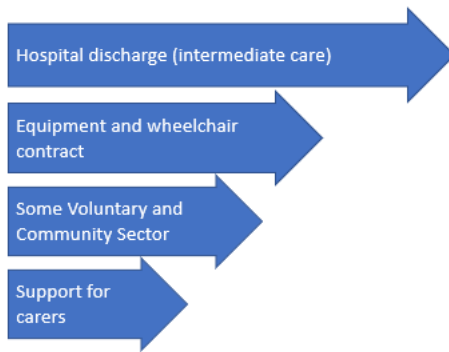 Hospital discharge (intermediate care)
Equipment and wheelchair
contract
Some Voluntary and
Community Sector
Support for
carers